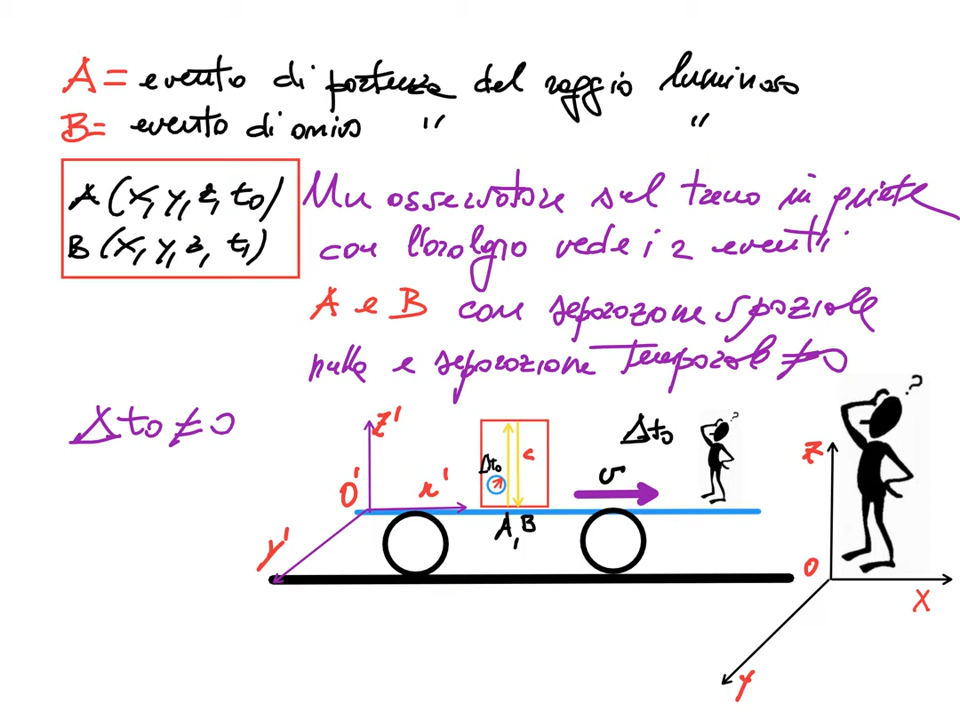 A = evento di partenza del raggio luminoso
B = evento di arrivo " "
A (x, y, z, t0)
B (x, y, z, t1)
Un osservatore sul treno in quiete
con l'orologio vede i 2 eventi
A e B con separazione spaziale
nulla e separazione temporale ≠ 0
Δt0 ≠ 0
z'
Δt0
?
?
Δt0
c
v
z
O'
x'
A, B
y'
O
X
Y